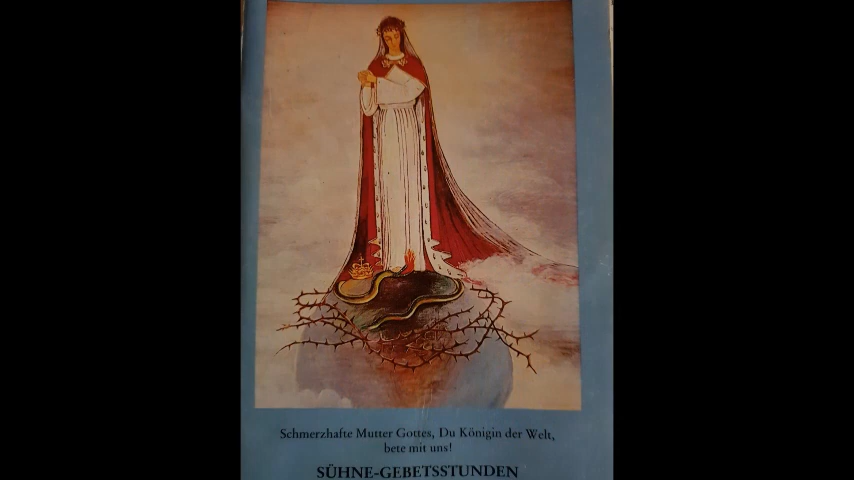 Schmerzhafte Mutter Gottes, Du Königin der Welt,
bete mit uns!
SÜHNE-GEBETSSTUNDEN